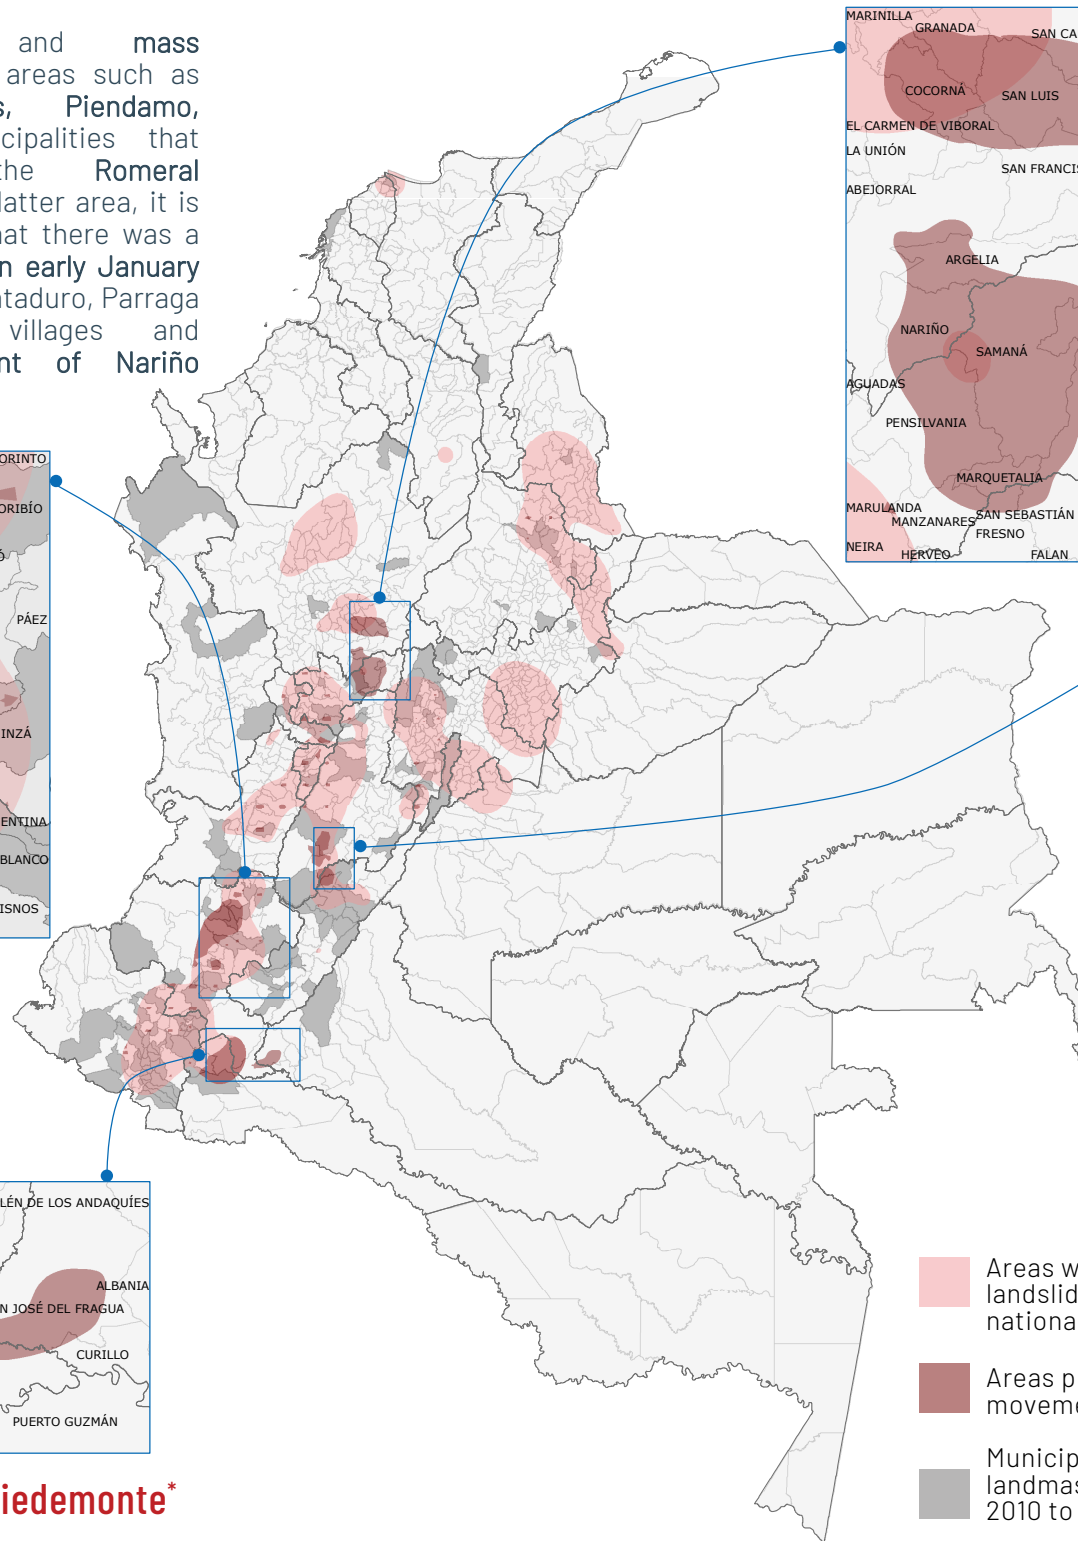 and mass
areas such as
s, Piendamo,
cipalities that
the Romeral
latter area, it is
hat there was a
n early January
ntaduro, Parraga
villages and
nt of Nariño
MARINILLA
GRANADA
SAN CA
COCORNÁ
SAN LUIS
EL CARMEN DE VIBORAL
LA UNIÓN
SAN FRANCIS
ABEJORRAL
ARGELIA
NARIÑO
SAMANÁ
AGUADAS
PENSILVANIA
MARQUETALIA
MARULANDA
SAN SEBASTIÁN
MANZANARES
FRESNO
NEIRA
HERVEO
FALAN
ORINTO
ORIBÍO
Ó
PÁEZ
INZÁ
ENTINA
BLANCO
ISNOS
LÉN DE LOS ANDAQUÍES
ALBANIA
N JOSÉ DEL FRAGUA
CURILLO
PUERTO GUZMÁN
iedemonte*
Areas w
landslid
nationa
Areas p
moveme
Municip
landmas
2010 to